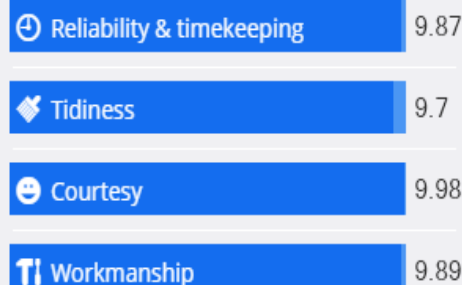 Reliability & timekeeping 9.87
Tidiness 9.7
Courtesy 9.98
Workmanship 9.89